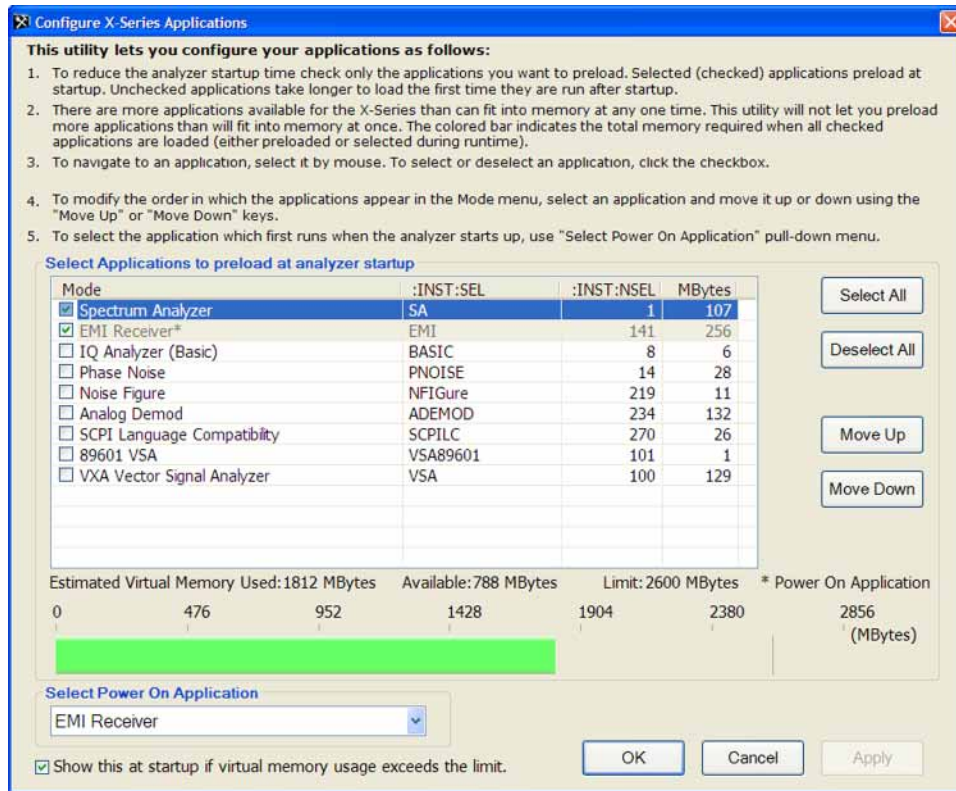 Configure X-Series Applications
This utility lets you configure your applications as follows:
1. To reduce the analyzer startup time check only the applications you want to preload. Selected (checked) applications preload at
startup. Unchecked applications take longer to load the first time they are run after startup.
2. There are more applications available for the X-Series than can fit into memory at any one time. This utility will not let you preload
more applications than will fit into memory at once. The colored bar indicates the total memory required when all checked
applications are loaded (either preloaded or selected during runtime).
3. To navigate to an application, select it by mouse. To select or deselect an application, click the checkbox.
4. To modify the order in which the applications appear in the Mode menu, select an application and move it up or down using the
"Move Up" or "Move Down" keys.
5. To select the application which first runs when the analyzer starts up, use "Select Power On Application" pull-down menu.
Select Applications to preload at analyzer startup
Mode :INST:SEL :INST:NSEL MBytes
Spectrum Analyzer SA 1 107
EMI Receiver* EMI 141 256
IQ Analyzer (Basic) BASIC 8 6
Phase Noise PNOISE 14 28
Noise Figure NFIGure 219 11
Analog Demod ADEMOD 234 132
SCPI Language Compatibility SCPILC 270 26
89601 VSA VSA89601 101 1
VXA Vector Signal Analyzer VSA 100 129
Select All
Deselect All
Move Up
Move Down
Estimated Virtual Memory Used:1812 MBytes Available:788 MBytes Limit:2600 MBytes * Power On Application
0 476 952 1428 1904 2380 2856
(MBytes)
Select Power On Application
EMI Receiver
Show this at startup if virtual memory usage exceeds the limit.
OK Cancel Apply